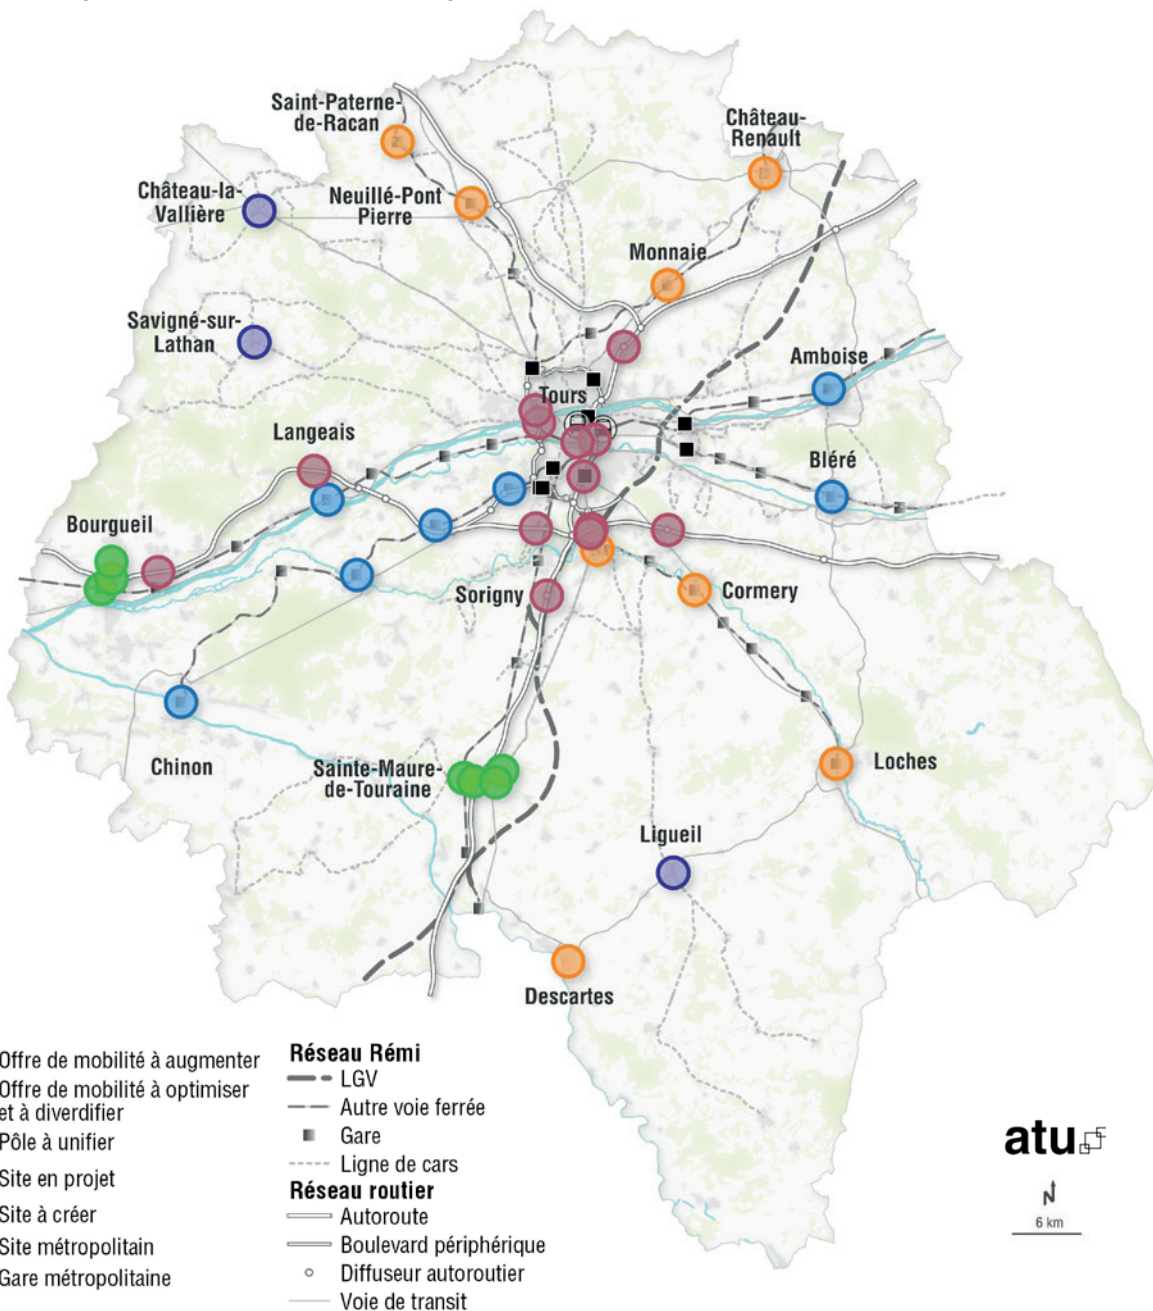 Saint-Paterne-
de-Racan
Château-
Renault
Château-la-
Vallière
Neuillé-Pont
Pierre
Monnaie
Savigné-sur-
Lathan
Amboise
Tours
Langeais
Bléré
Bourgueil
Sorigny
Cormery
Chinon
Sainte-Maure-
de-Touraine
Loches
Ligueil
Descartes
Offre de mobilité à augmenter
Offre de mobilité à optimiser
et à diverdifier
Pôle à unifier
Site en projet
Site à créer
Site métropolitain
Gare métropolitaine
Réseau Rémi
LGV
Autre voie ferrée
Gare
Ligne de cars
Réseau routier
Autoroute
Boulevard périphérique
Diffuseur autoroutier
Voie de transit
atu
N
6 km